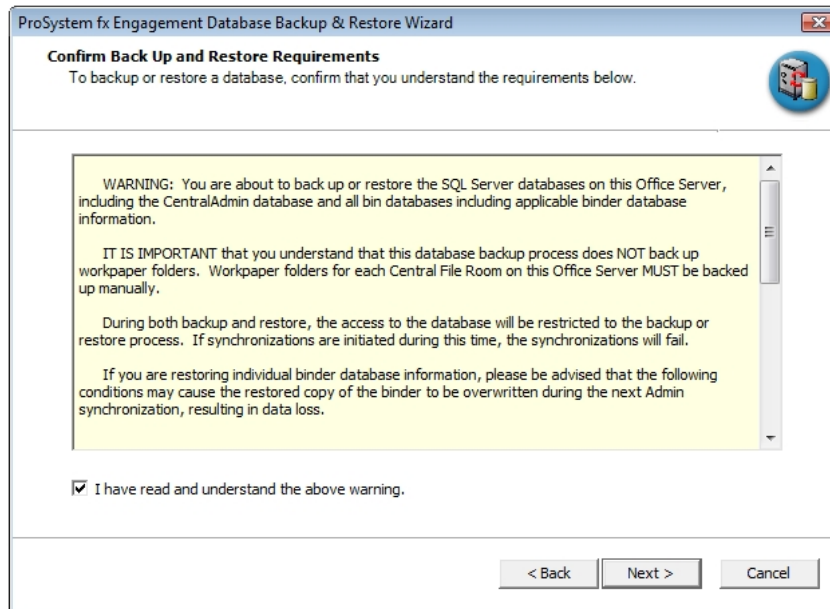 ProSystem fx Engagement Database Backup & Restore Wizard
Confirm Back Up and Restore Requirements
To backup or restore a database, confirm that you understand the requirements below.
WARNING: You are about to back up or restore the SQL Server databases on this Office Server,
including the CentralAdmin database and all bin databases including applicable binder database
information.
IT IS IMPORTANT that you understand that this database backup process does NOT back up
workpaper folders. Workpaper folders for each Central File Room on this Office Server MUST be backed
up manually.
During both backup and restore, the access to the database will be restricted to the backup or
restore process. If synchronizations are initiated during this time, the synchronizations will fail.
If you are restoring individual binder database information, please be advised that the following
conditions may cause the restored copy of the binder to be overwritten during the next Admin
synchronization, resulting in data loss.
I have read and understand the above warning.
< Back Next > Cancel